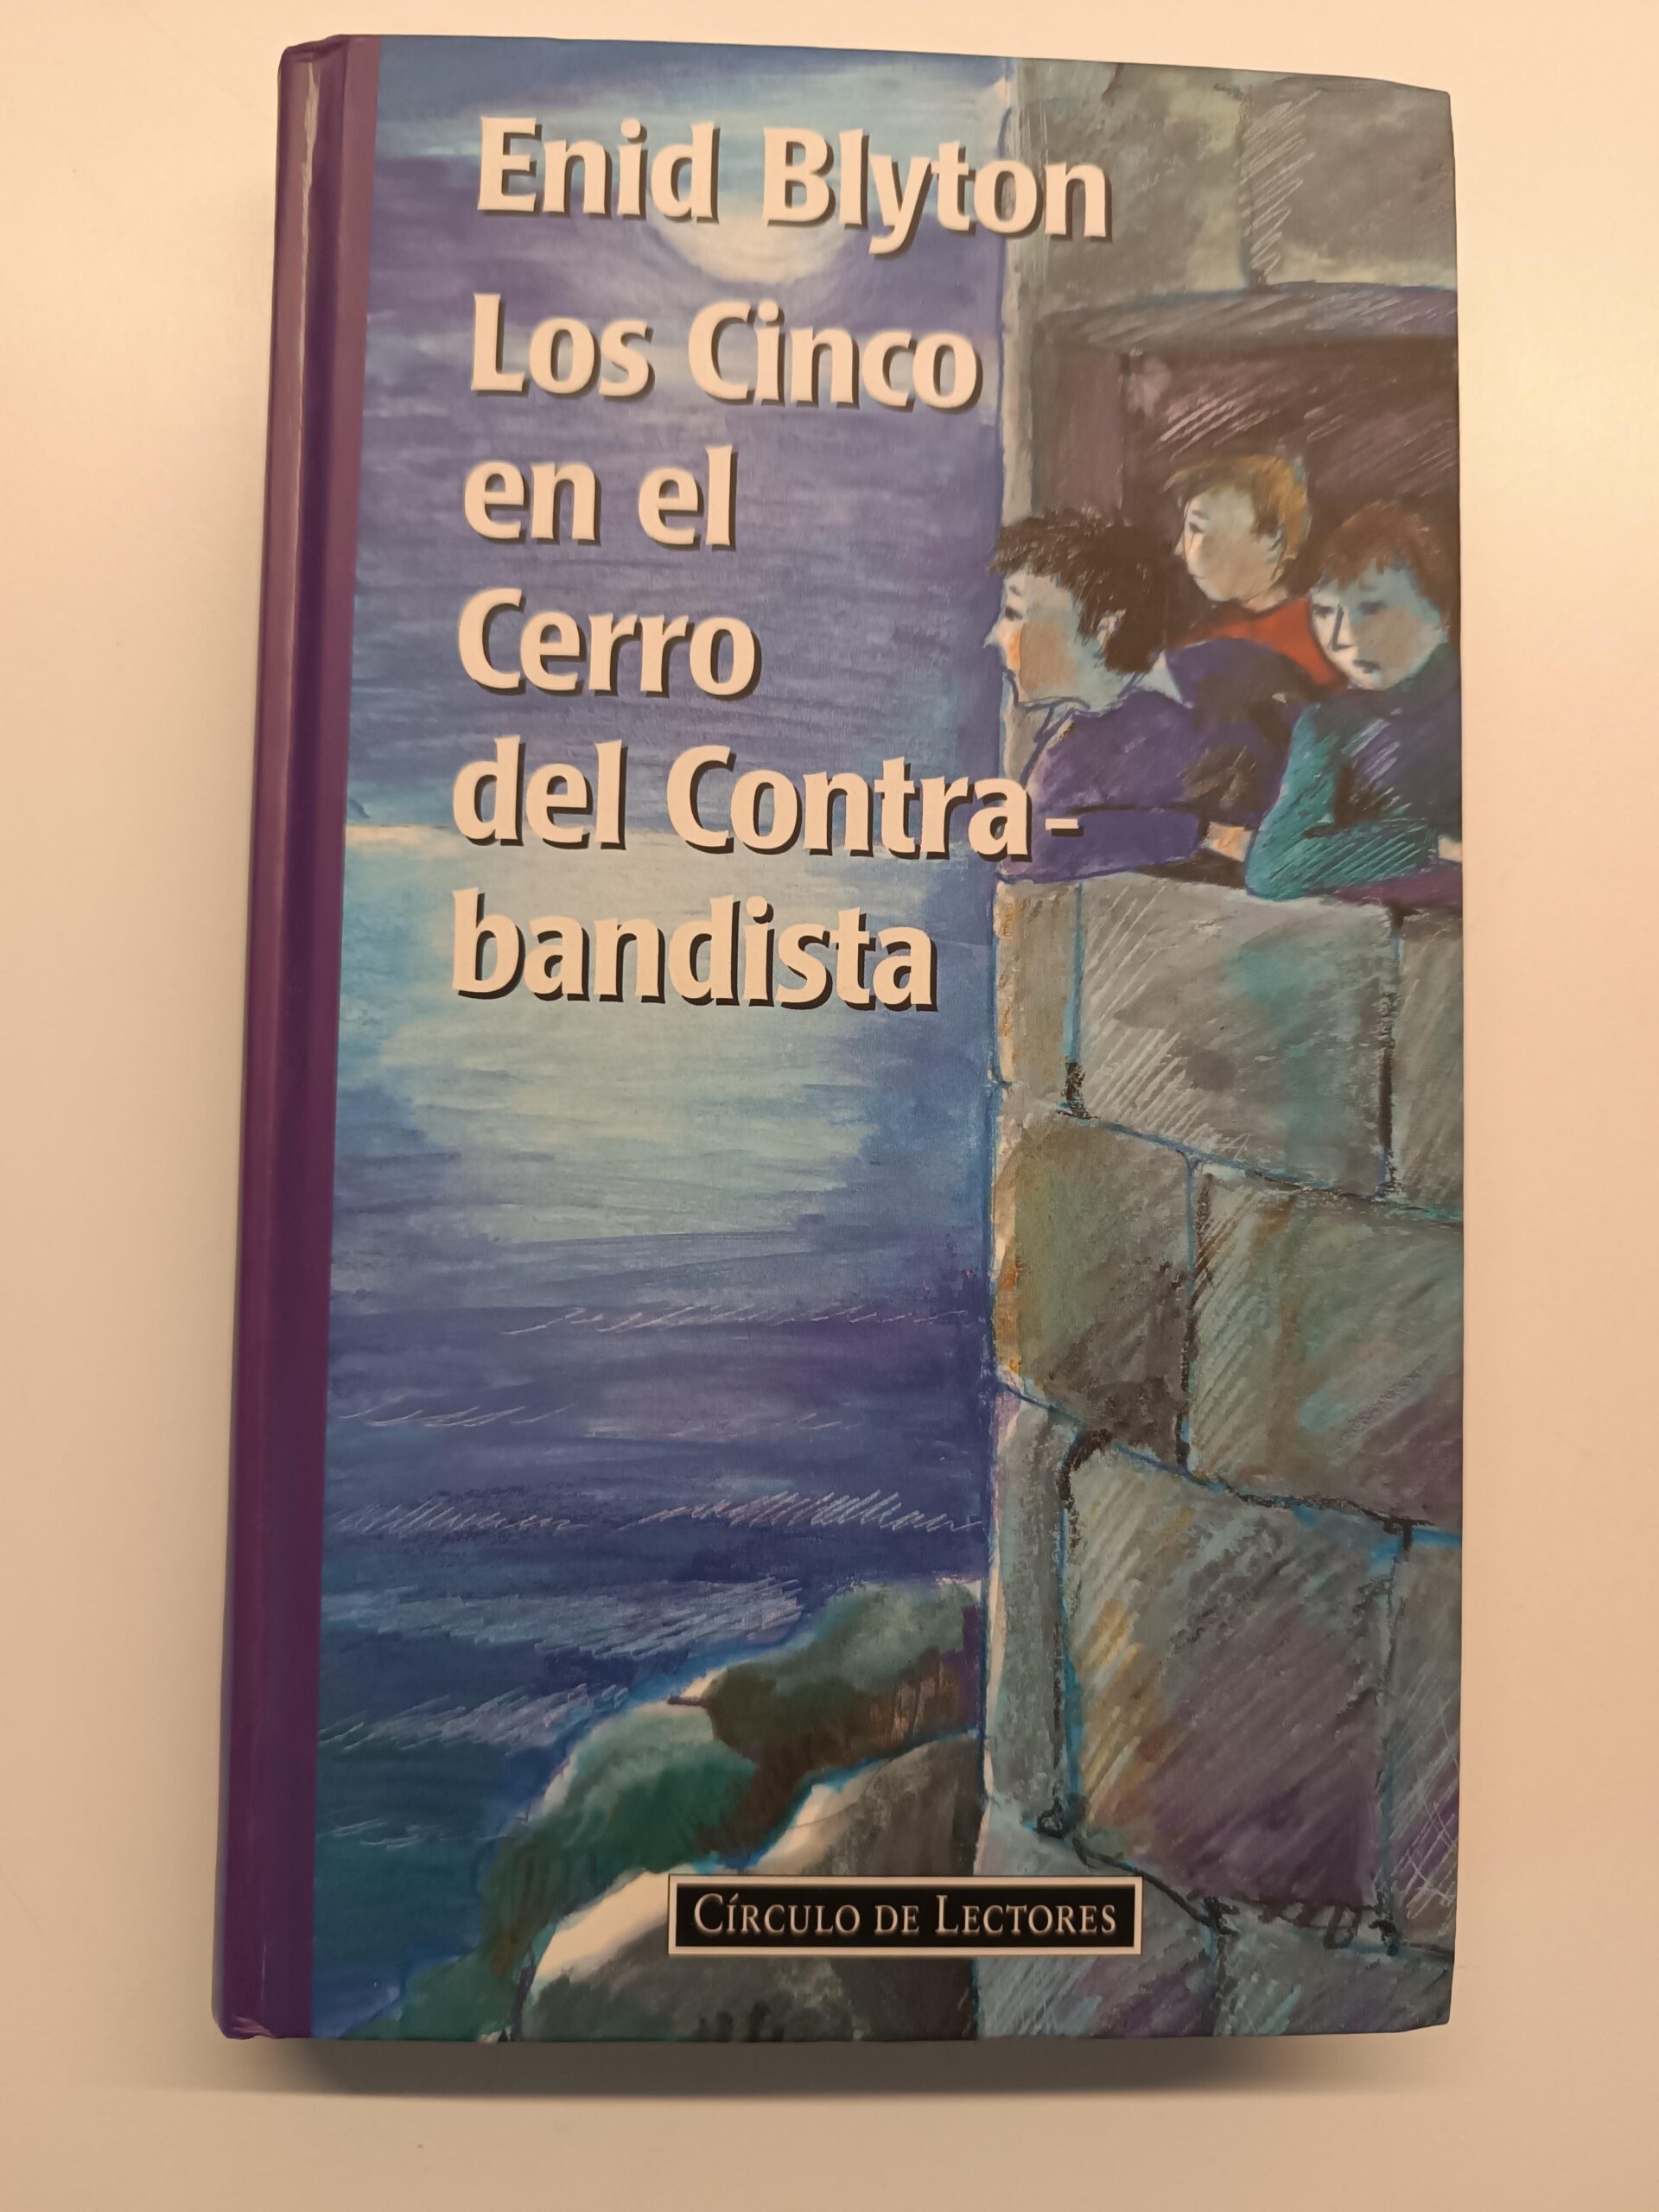 Enid Blyton
Los Cinco
en el
Cerro
del Contra-
bandista
CÍRCULO DE LECTORES